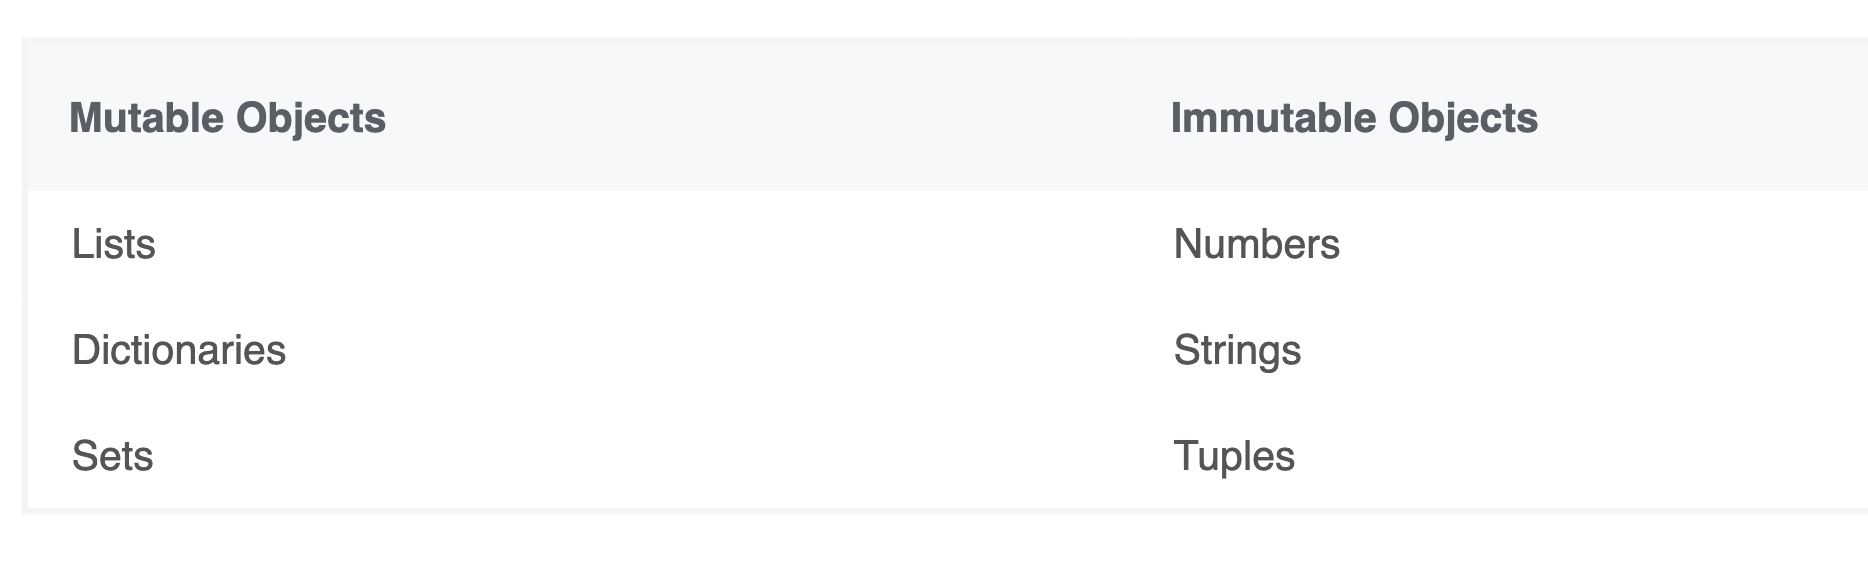 Mutable Objects Immutable Objects
Lists Numbers
Dictionaries Strings
Sets Tuples